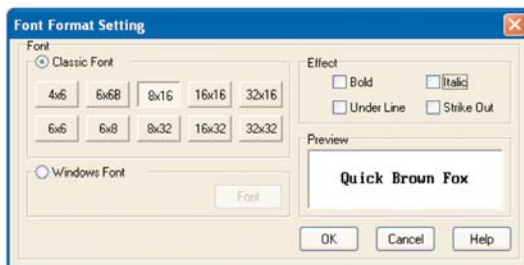 Font Format Setting
Font
Classic Font
4x6 6x6B 8x16 16x16 32x16
6x6 6x8 8x32 16x32 32x32
Windows Font
Font
Effect
Bold Italic
Under Line Strike Out
Preview
Quick Brown Fox
OK Cancel Help